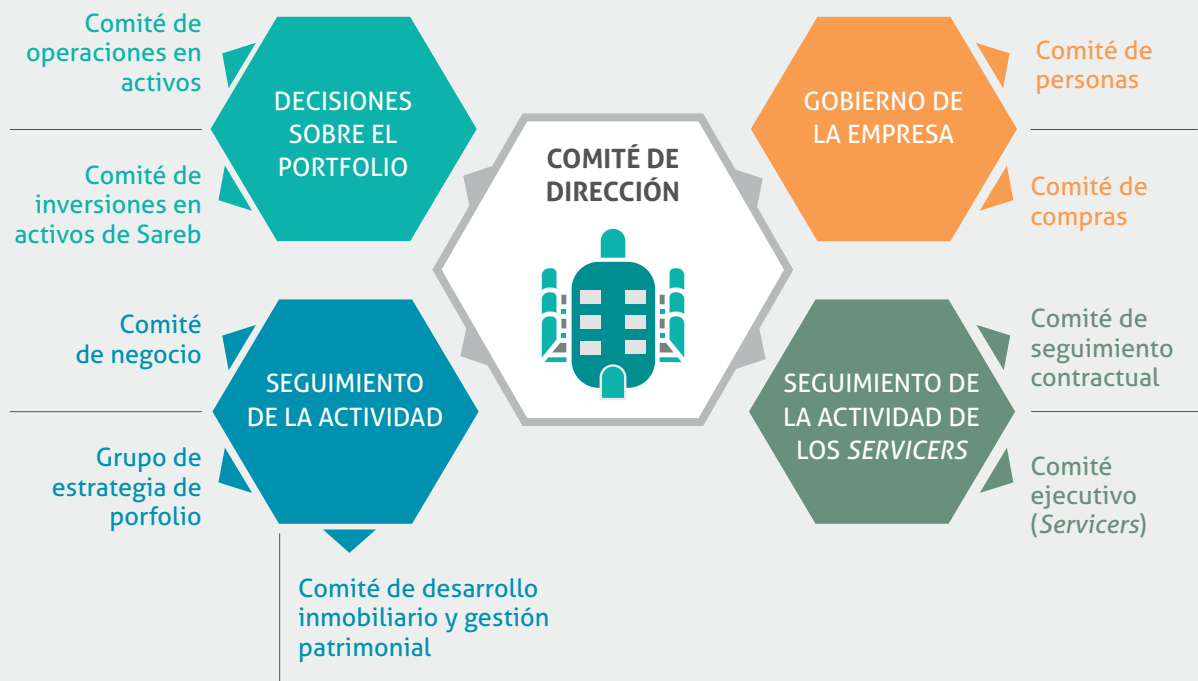 Comité de
operaciones en
activos
DECISIONES
SOBRE EL
PORTFOLIO
Comité de
inversiones en
activos de Sareb
COMITÉ DE
DIRECCIÓN
GOBIERNO DE
LA EMPRESA
Comité de
personas
Comité de
compras
Comité
de negocio
SEGUIMIENTO
DE LA ACTIVIDAD
Grupo de
estrategia de
porfolio
Comité de desarrollo
inmobiliario y gestión
patrimonial
SEGUIMIENTO DE
LA ACTIVIDAD DE
LOS SERVICERS
Comité de
seguimiento
contractual
Comité
ejecutivo
(Servicers)